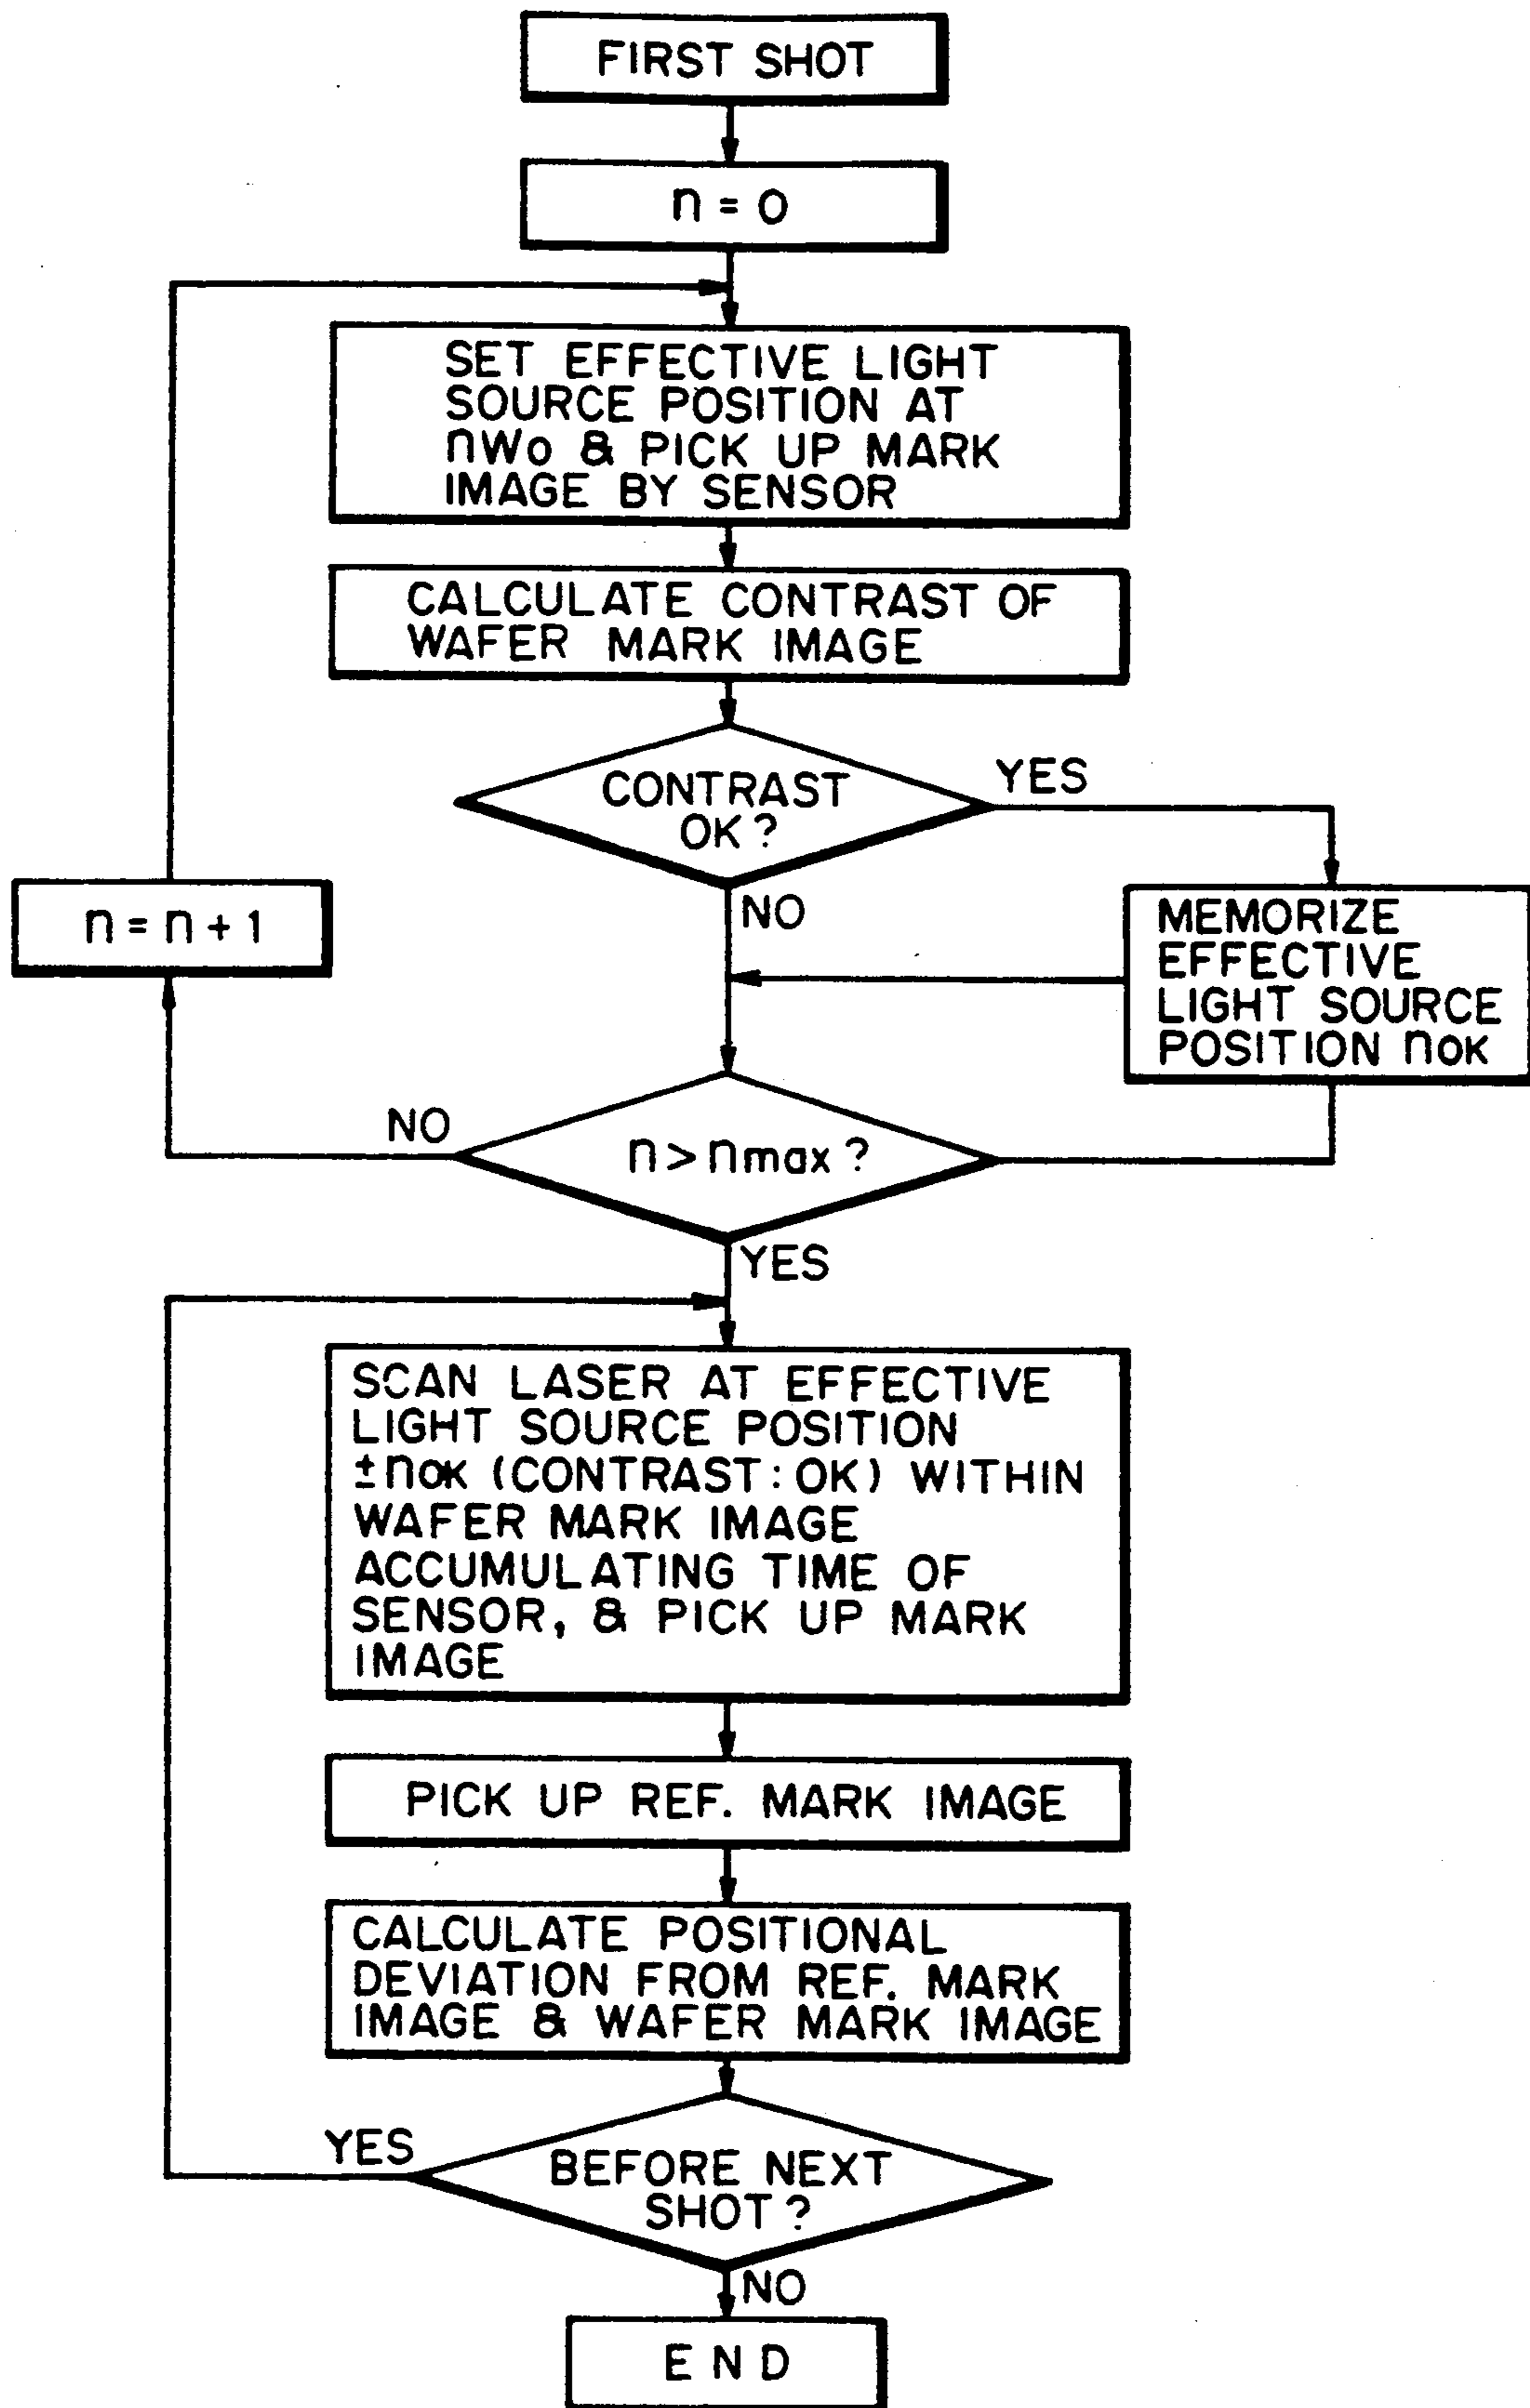 FIRST SHOT
n = 0
SET EFFECTIVE LIGHT
SOURCE POSITION AT
nWo & PICK UP MARK
IMAGE BY SENSOR
CALCULATE CONTRAST OF
WAFER MARK IMAGE
CONTRAST
OK?
YES
NO
n = n + 1
MEMORIZE
EFFECTIVE
LIGHT SOURCE
POSITION nOK
NO
n > nmax ?
YES
SCAN LASER AT EFFECTIVE
LIGHT SOURCE POSITION
±nOK (CONTRAST: OK) WITHIN
WAFER MARK IMAGE
ACCUMULATING TIME OF
SENSOR, & PICK UP MARK
IMAGE
PICK UP REF. MARK IMAGE
CALCULATE POSITIONAL
DEVIATION FROM REF. MARK
IMAGE & WAFER MARK IMAGE
YES
BEFORE NEXT
SHOT?
NO
END